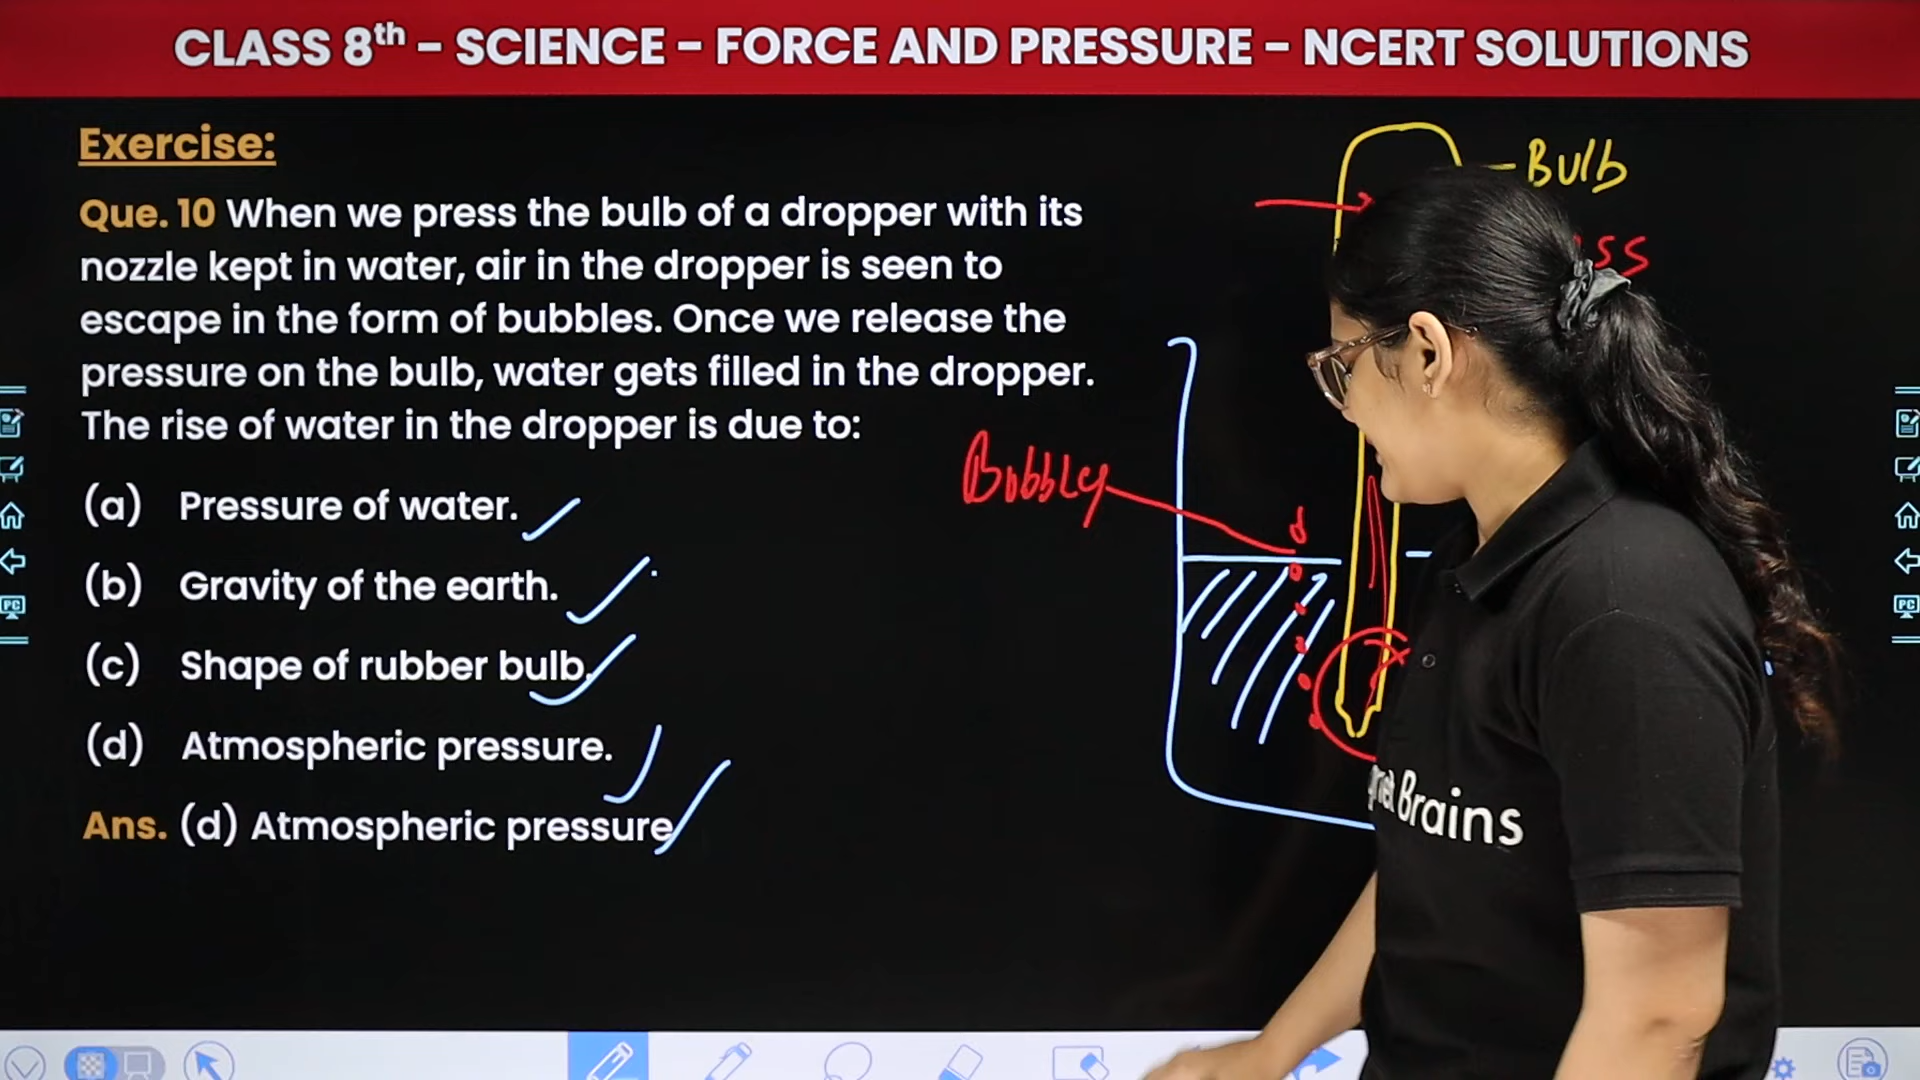 CLASS 8th – SCIENCE – FORCE AND PRESSURE – NCERT SOLUTIONS
Exercise:
Que. 10 When we press the bulb of a dropper with its
nozzle kept in water, air in the dropper is seen to
escape in the form of bubbles. Once we release the
pressure on the bulb, water gets filled in the dropper.
The rise of water in the dropper is due to:
(a) Pressure of water.
(b) Gravity of the earth.
(c) Shape of rubber bulb.
(d) Atmospheric pressure.
Ans. (d) Atmospheric pressure
Bulb
Brains
PC
PC